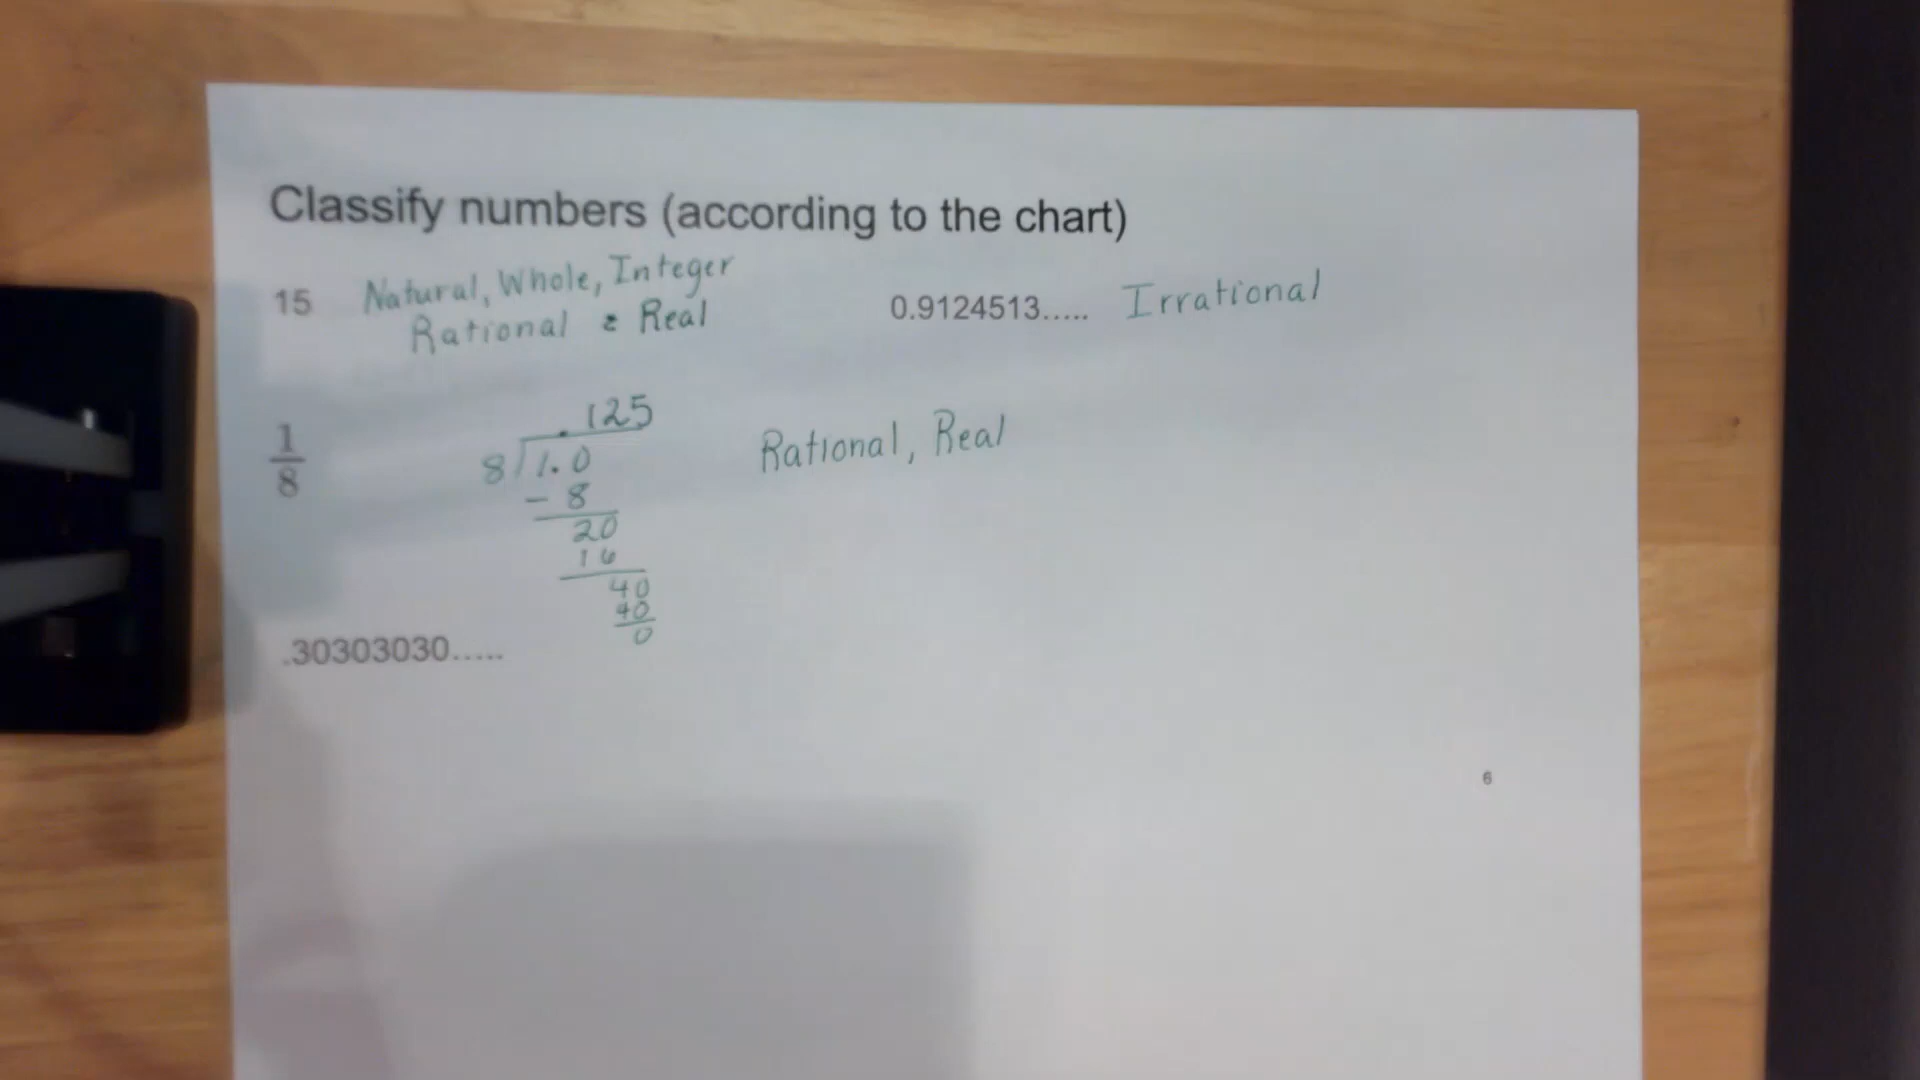 Classify numbers (according to the chart)
15 Natural, Whole, Integer
Rational & Real
0.9124513..... Irrational
1
8
.125
8 1.0
- 8
20
16
40
40
0
Rational, Real
.30303030.....
6